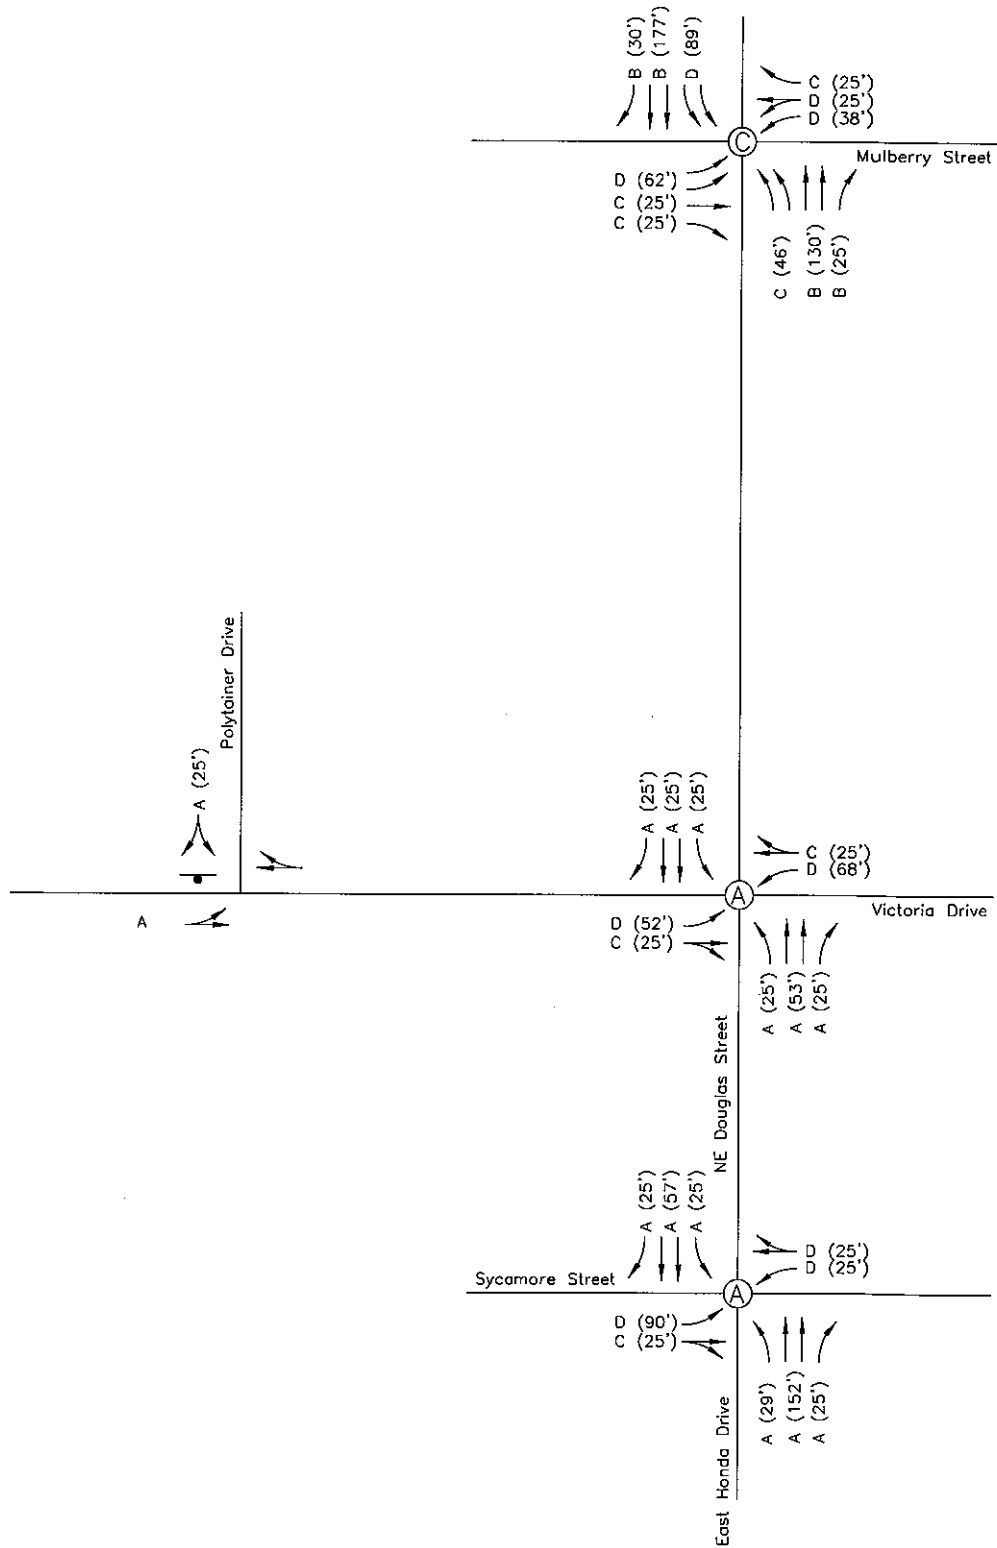 B (30')
B (177')
D (89')
C (25')
D (25')
D (38')
C
Mulberry Street
D (62')
C (25')
C (25')
C (46')
B (130')
B (25')
Polytainer Drive
A (25')
A
A (25')
A (25')
A (25')
C (25')
D (68')
A
Victoria Drive
D (52')
C (25')
A (25')
A (53')
A (25')
NE Douglas Street
A (25')
A (57')
A (25')
D (25')
D (25')
Sycamore Street
A
D (90')
C (25')
A (29')
A (152')
A (25')
East Honda Drive